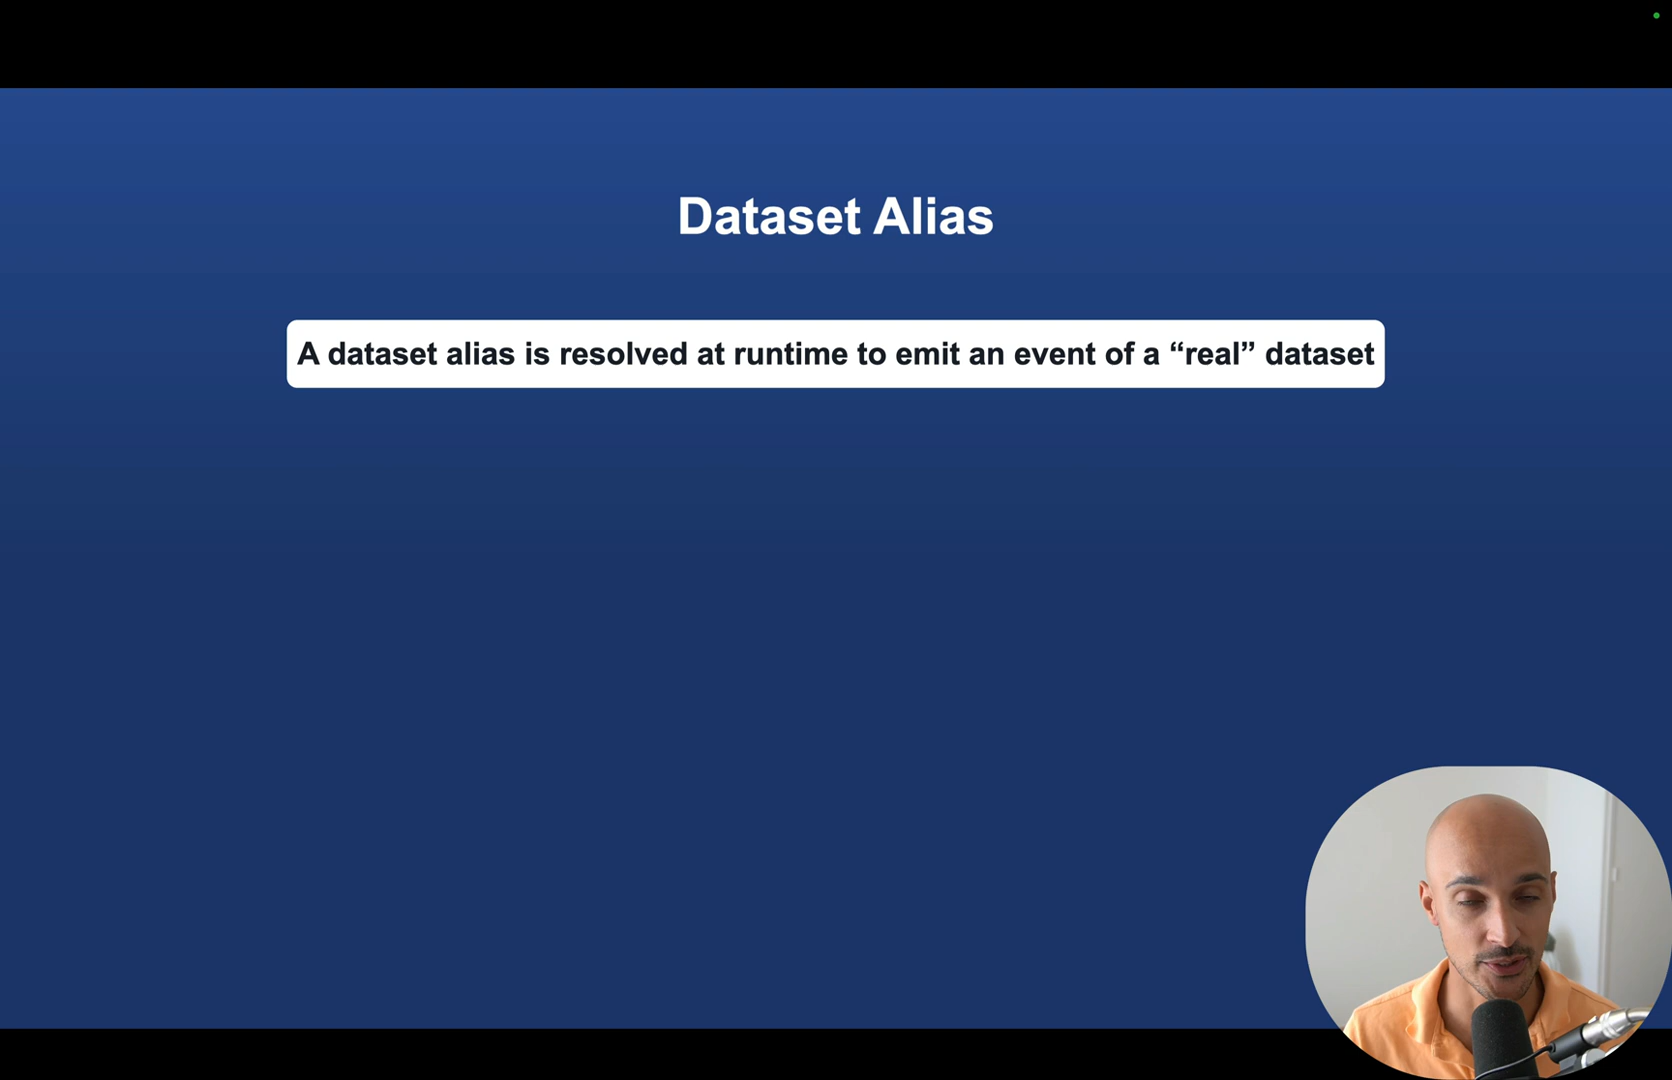 Dataset Alias
A dataset alias is resolved at runtime to emit an event of a “real” dataset